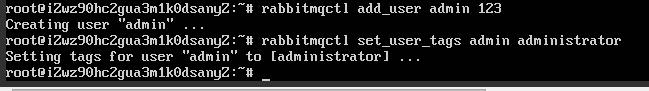 root@iZwz90hc2gua3m1k0dsanyZ:~# rabbitmqctl add_user admin 123
Creating user "admin" ...
root@iZwz90hc2gua3m1k0dsanyZ:~# rabbitmqctl set_user_tags admin administrator
Setting tags for user "admin" to [administrator] ...
root@iZwz90hc2gua3m1k0dsanyZ:~# _